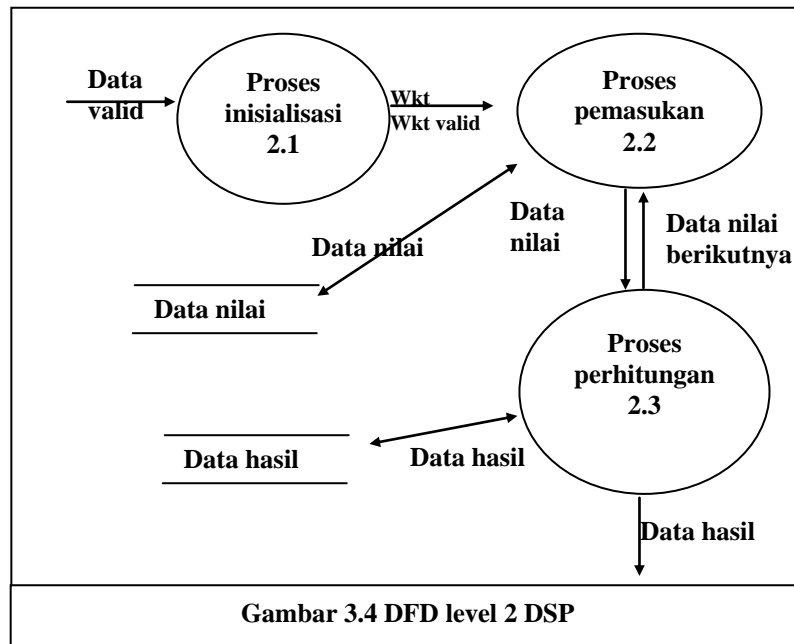 Data
valid
Proses
inisialisasi
2.1
Wkt
Wkt valid
Proses
pemasukan
2.2
Data nilai
Data
nilai
Data nilai
berikutnya
Data nilai
Proses
perhitungan
2.3
Data hasil
Data hasil
Data hasil
Gambar 3.4 DFD level 2 DSP